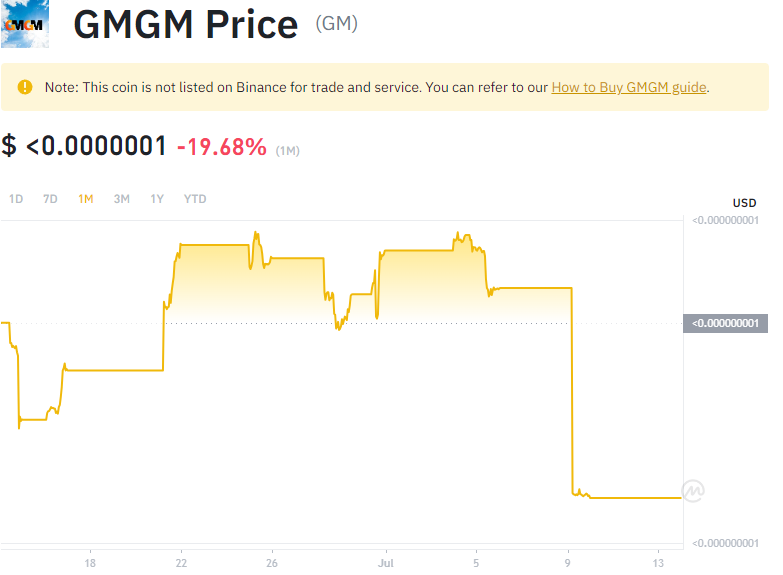 GMGM
GMGM Price (GM)
Note: This coin is not listed on Binance for trade and service. You can refer to our How to Buy GMGM guide.
$ <0.0000001 -19.68% (1M)
1D 7D 1M 3M 1Y YTD
USD
<0.000000001
<0.000000001
<0.000000001
18 22 26 Jul 5 9 13